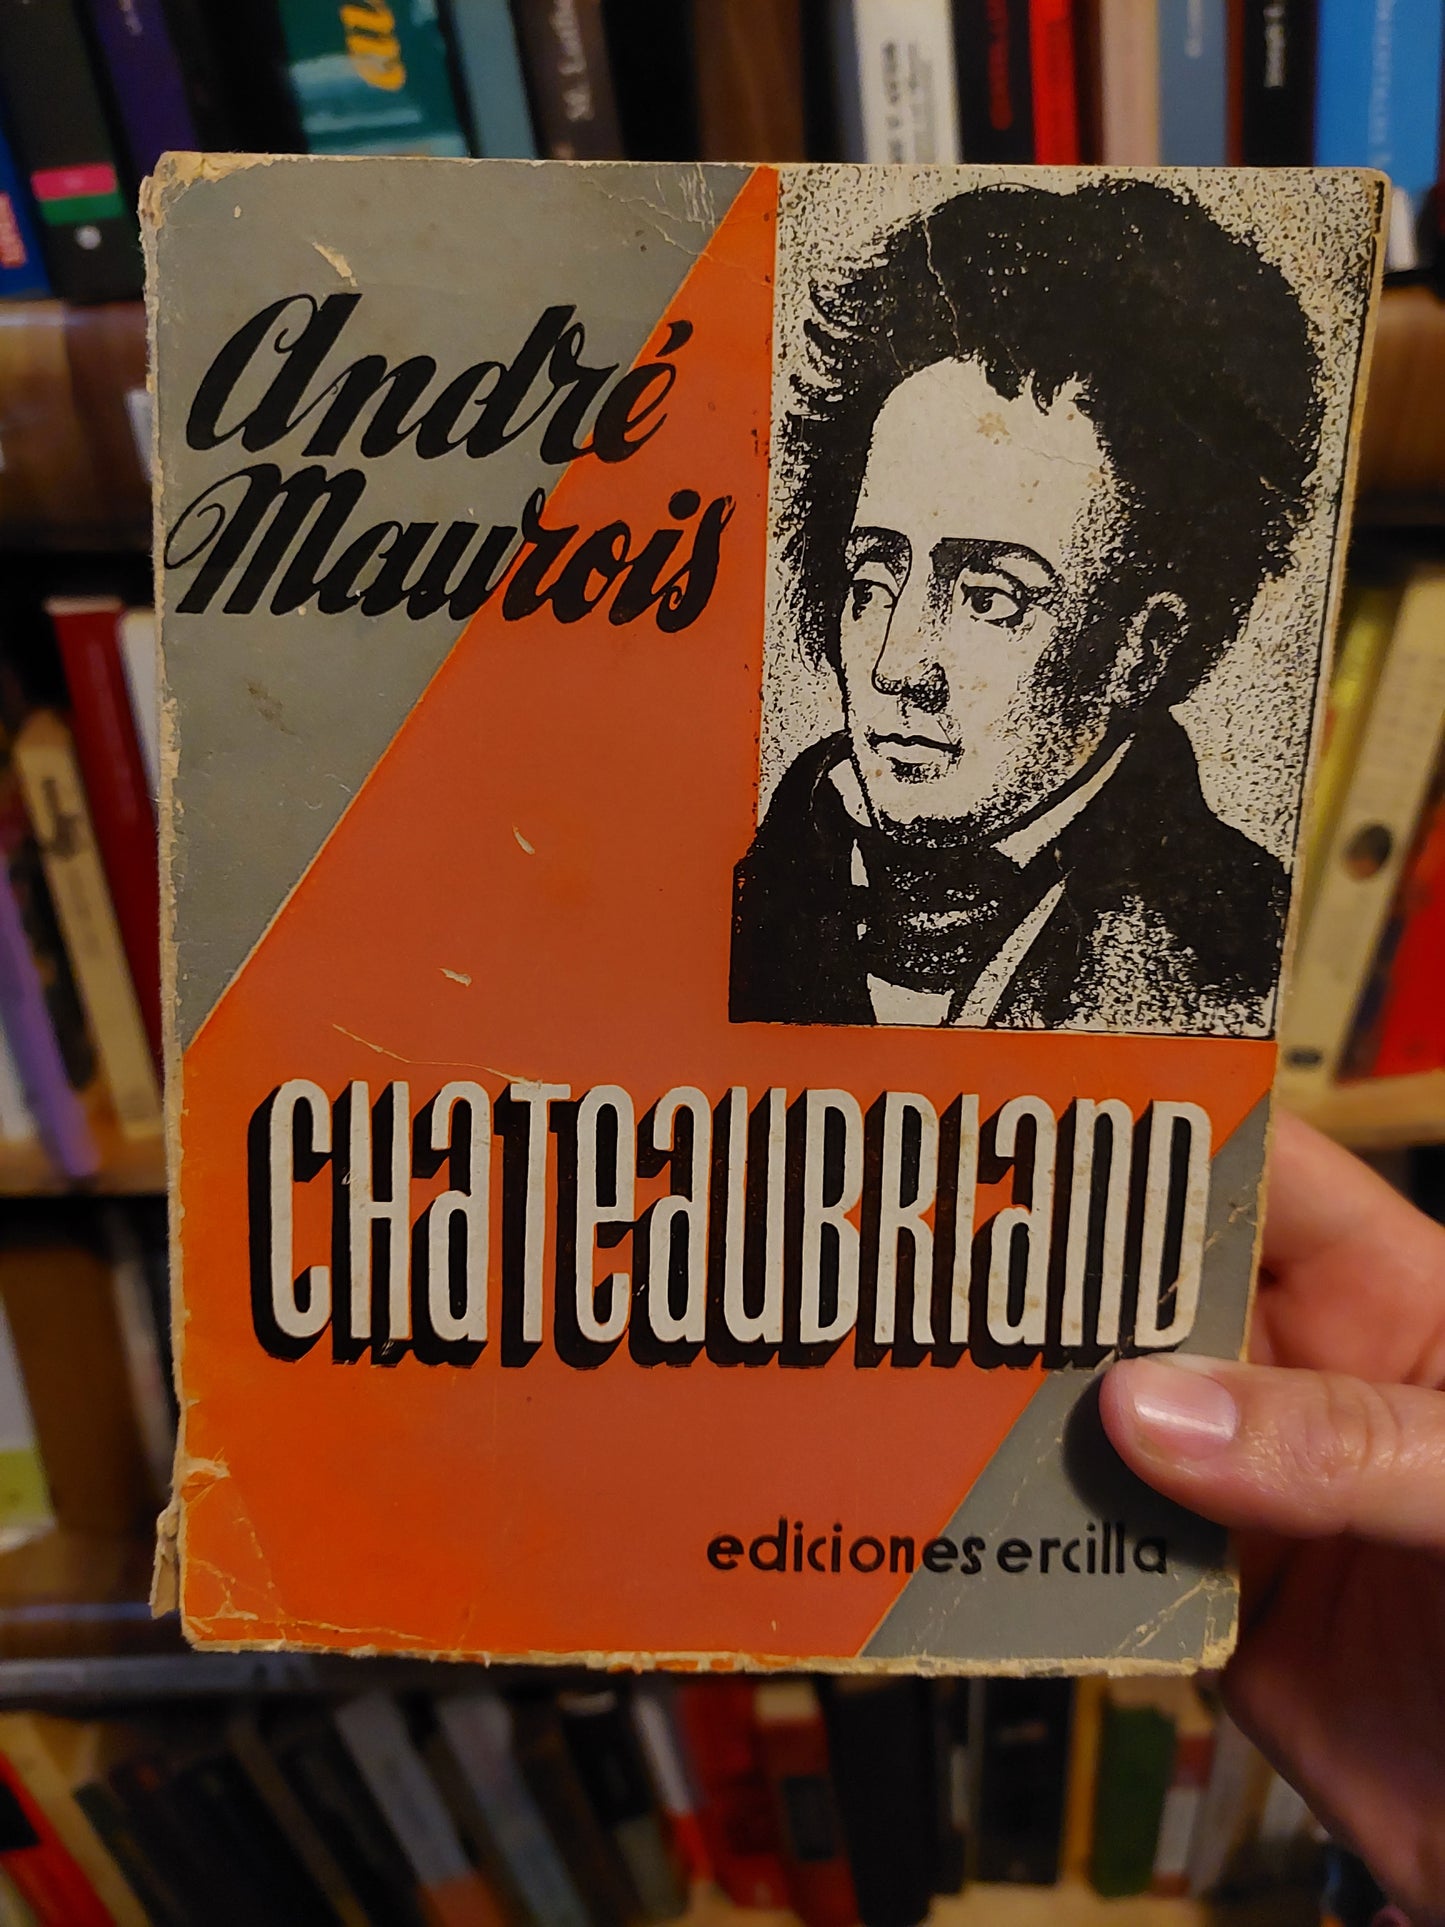 André
Maurois
CHATEAUBRIAND
ediciones ercilla